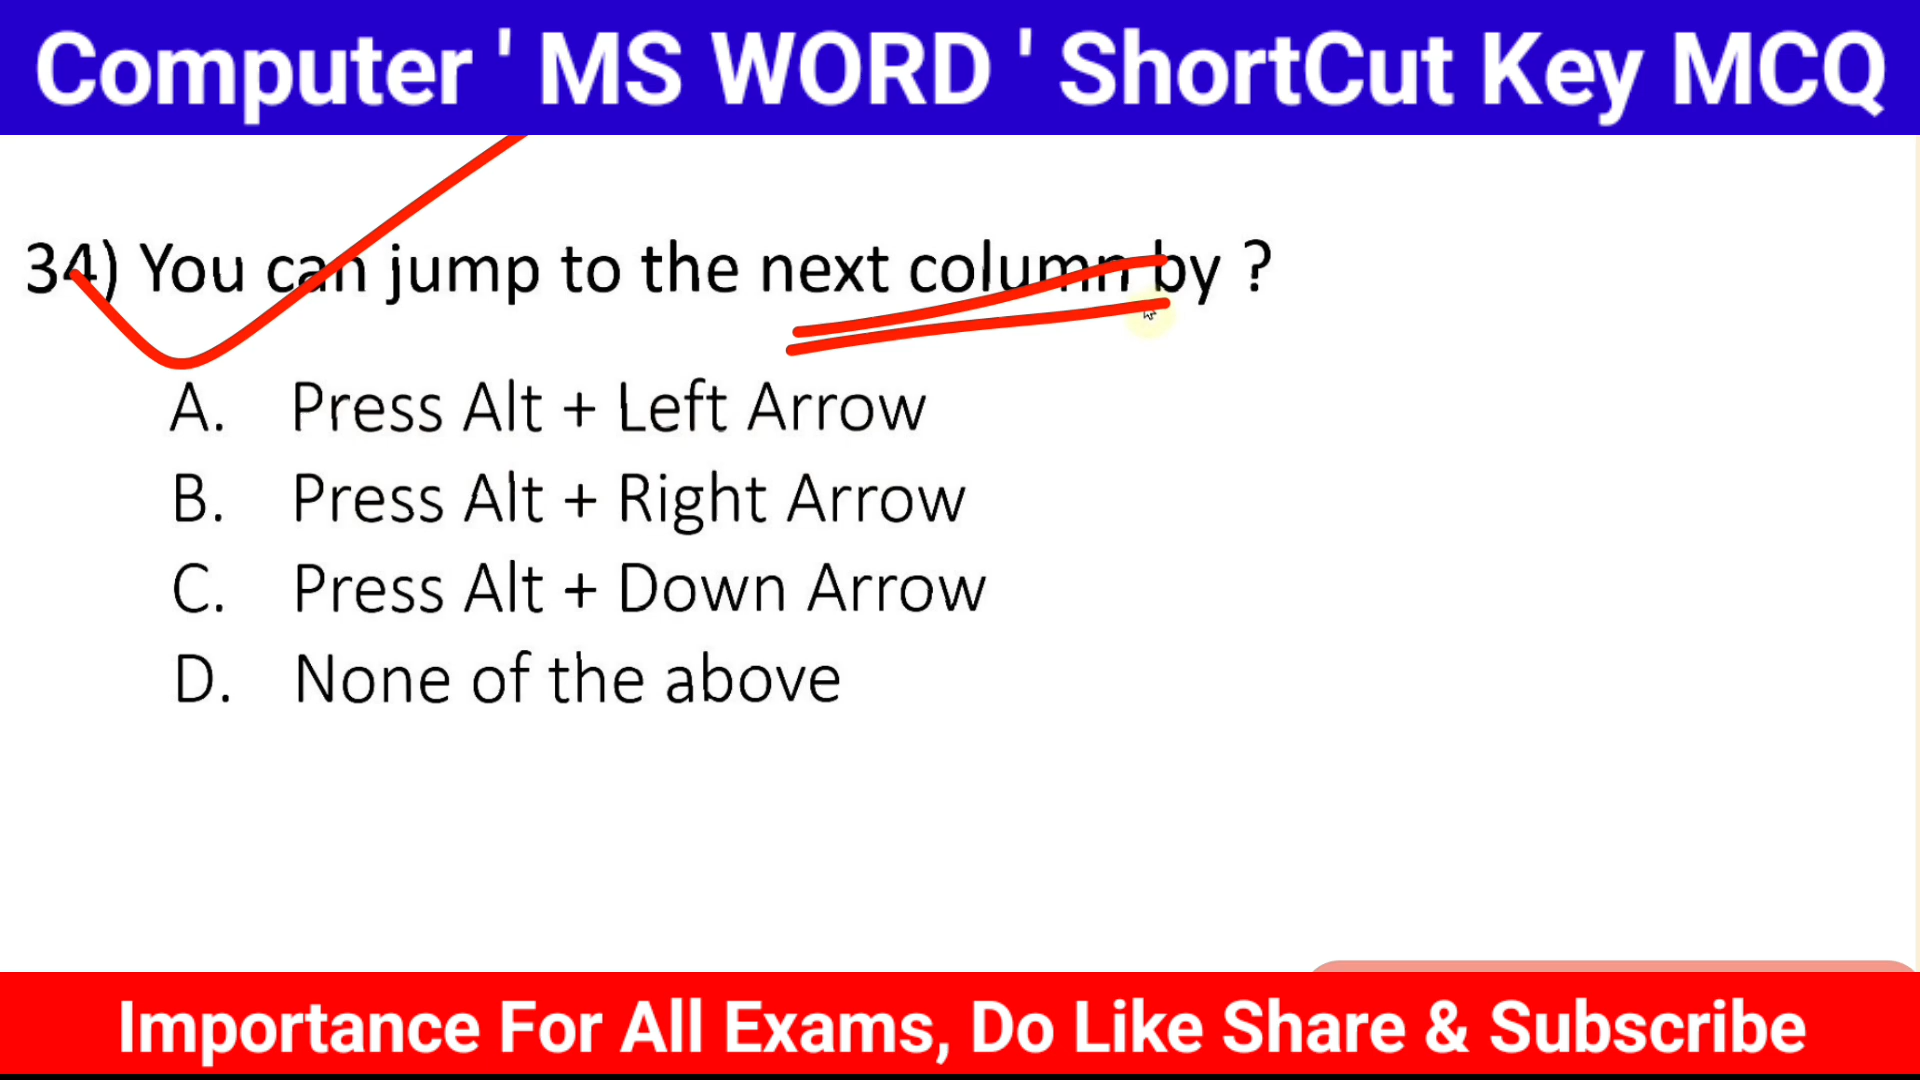 Computer ' MS WORD ' ShortCut Key MCQ
34) You can jump to the next column by ?
A. Press Alt + Left Arrow
B. Press Alt + Right Arrow
C. Press Alt + Down Arrow
D. None of the above
Importance For All Exams, Do Like Share & Subscribe